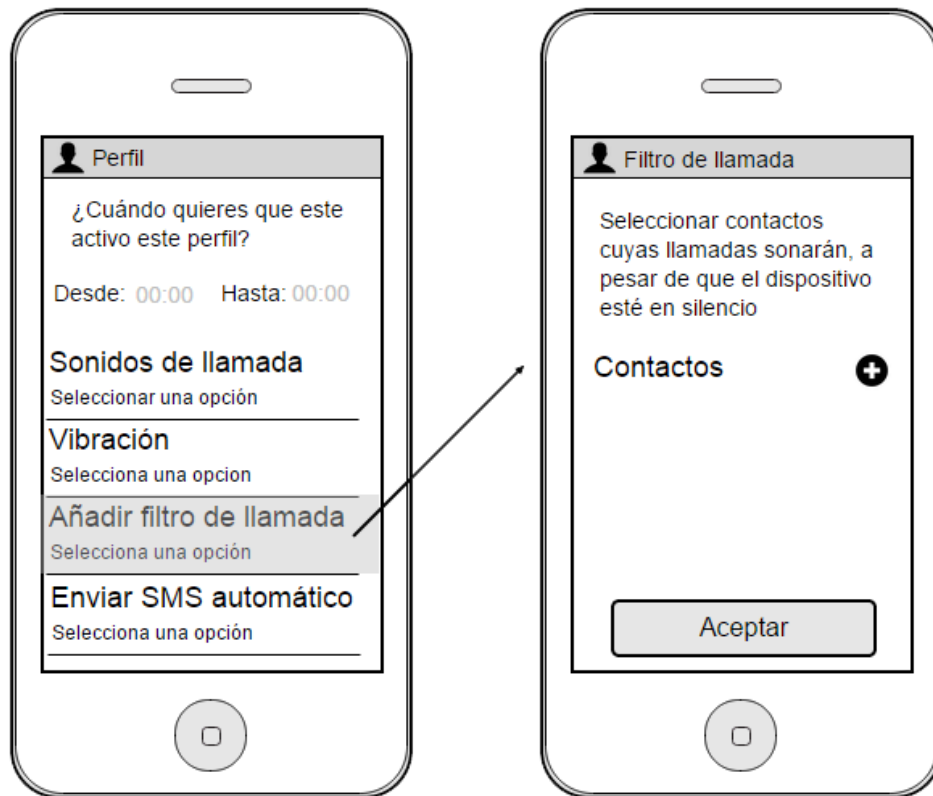 Perfil
¿Cuándo quieres que este
activo este perfil?
Desde: 00:00 Hasta: 00:00
Sonidos de llamada
Seleccionar una opción
Vibración
Selecciona una opcion
Añadir filtro de llamada
Selecciona una opción
Enviar SMS automático
Selecciona una opción
Filtro de llamada
Seleccionar contactos
cuyas llamadas sonarán, a
pesar de que el dispositivo
esté en silencio
Contactos
Aceptar